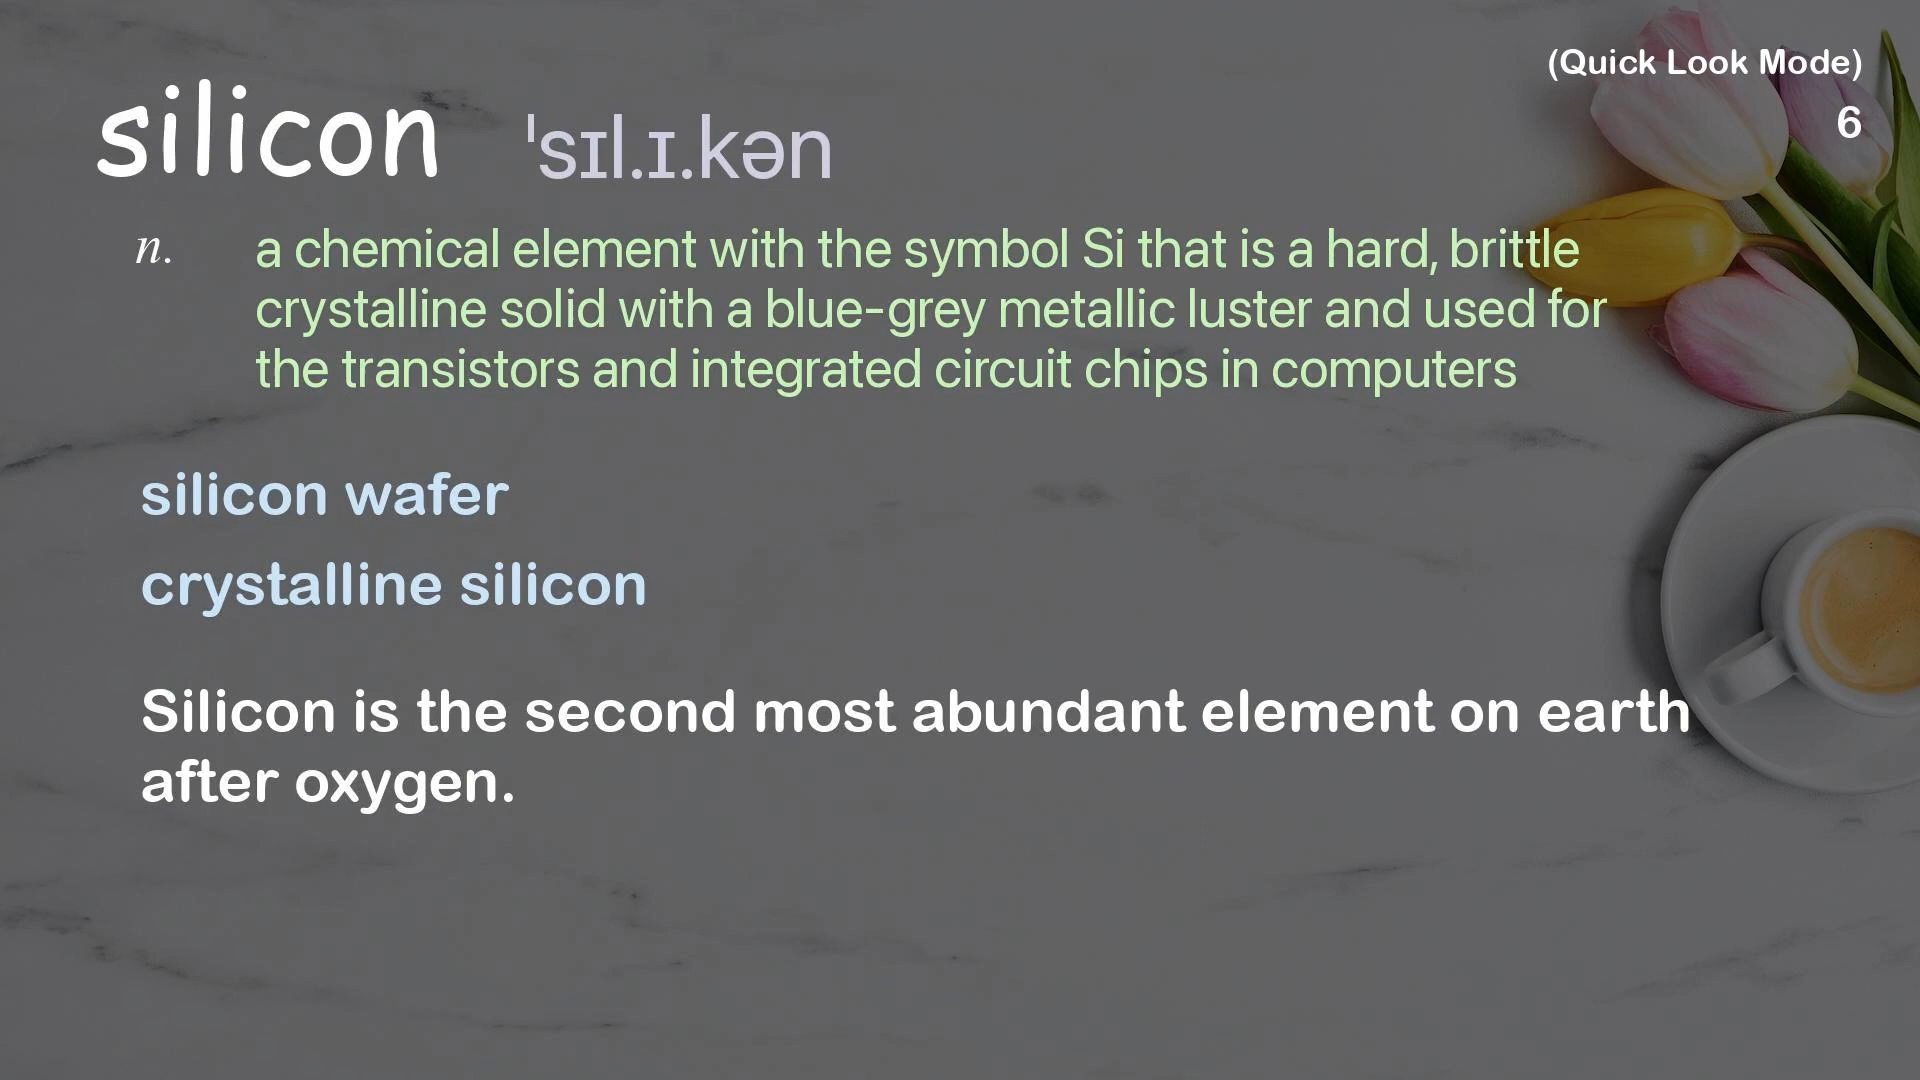 (Quick Look Mode)
silicon ˈsɪl.ɪ.kən
6
n. a chemical element with the symbol Si that is a hard, brittle
crystalline solid with a blue-grey metallic luster and used for
the transistors and integrated circuit chips in computers
silicon wafer
crystalline silicon
Silicon is the second most abundant element on earth
after oxygen.